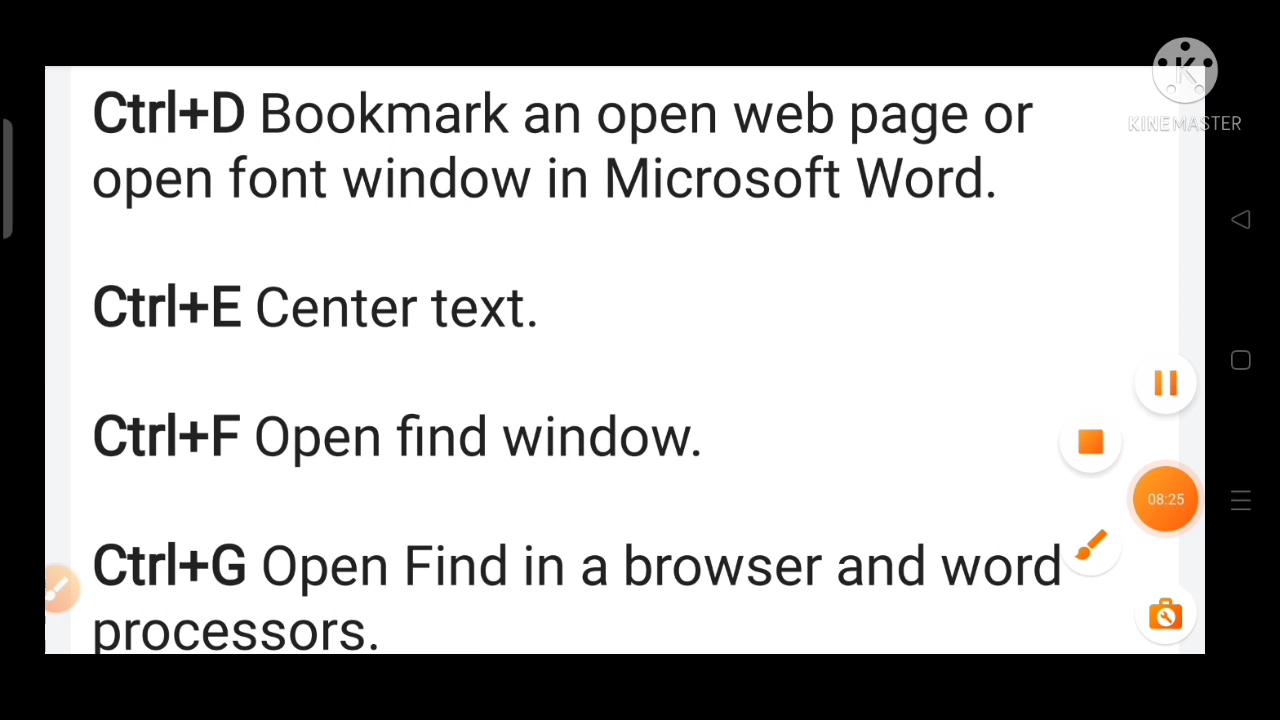 Ctrl+D Bookmark an open web page or
open font window in Microsoft Word.
Ctrl+E Center text.
Ctrl+F Open find window.
Ctrl+G Open Find in a browser and word
processors.
K
KINEMASTER
08:25